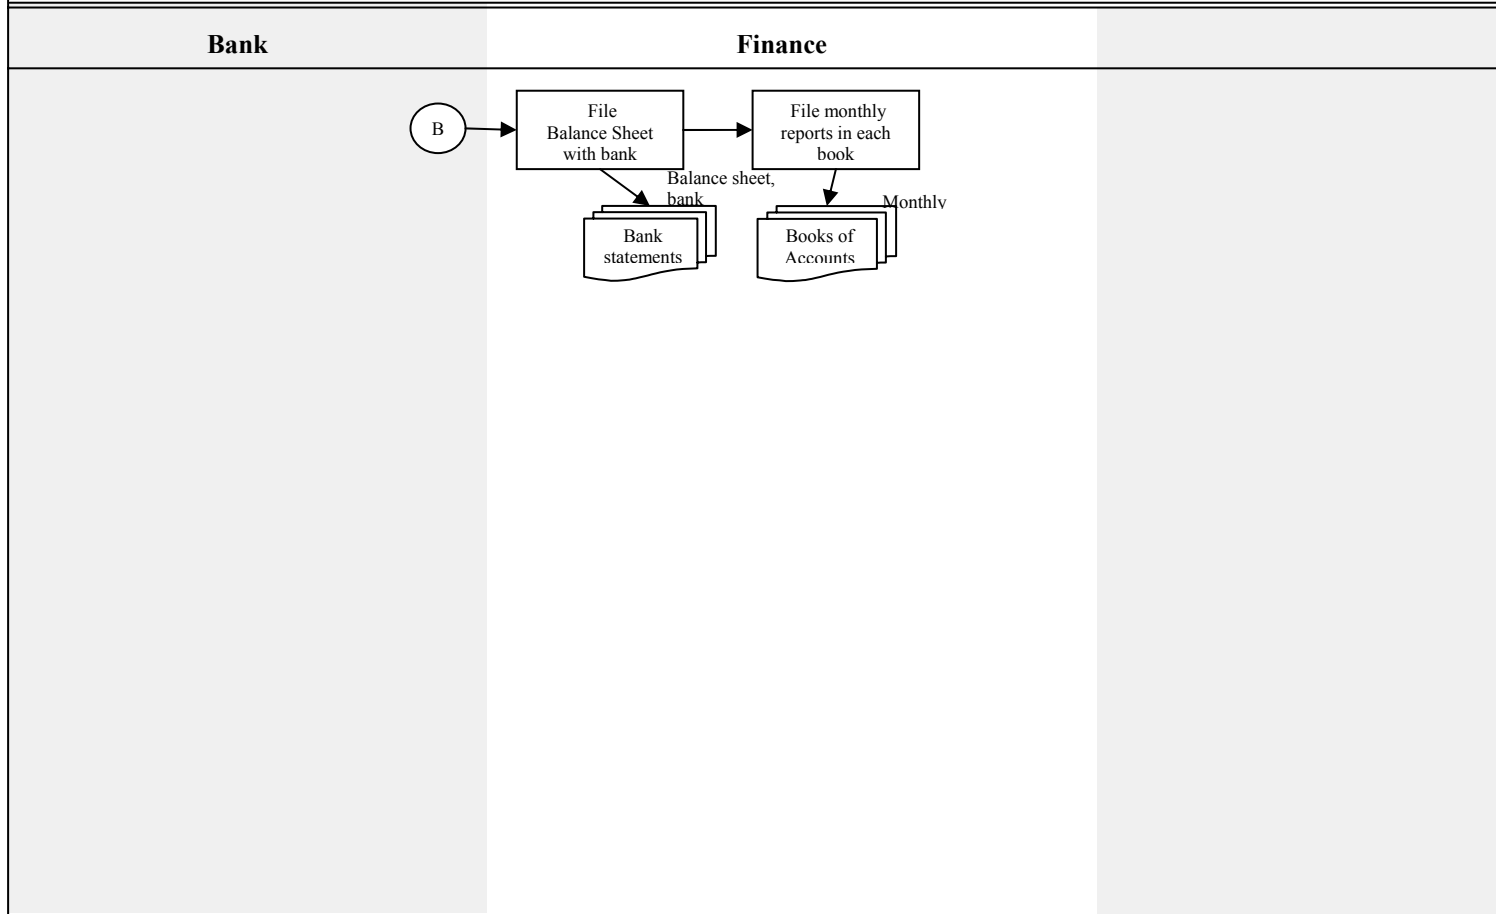 Bank
Finance
B
File
Balance Sheet
with bank
File monthly
reports in each
book
Balance sheet,
bank
Monthly
Bank
statements
Books of
Accounts